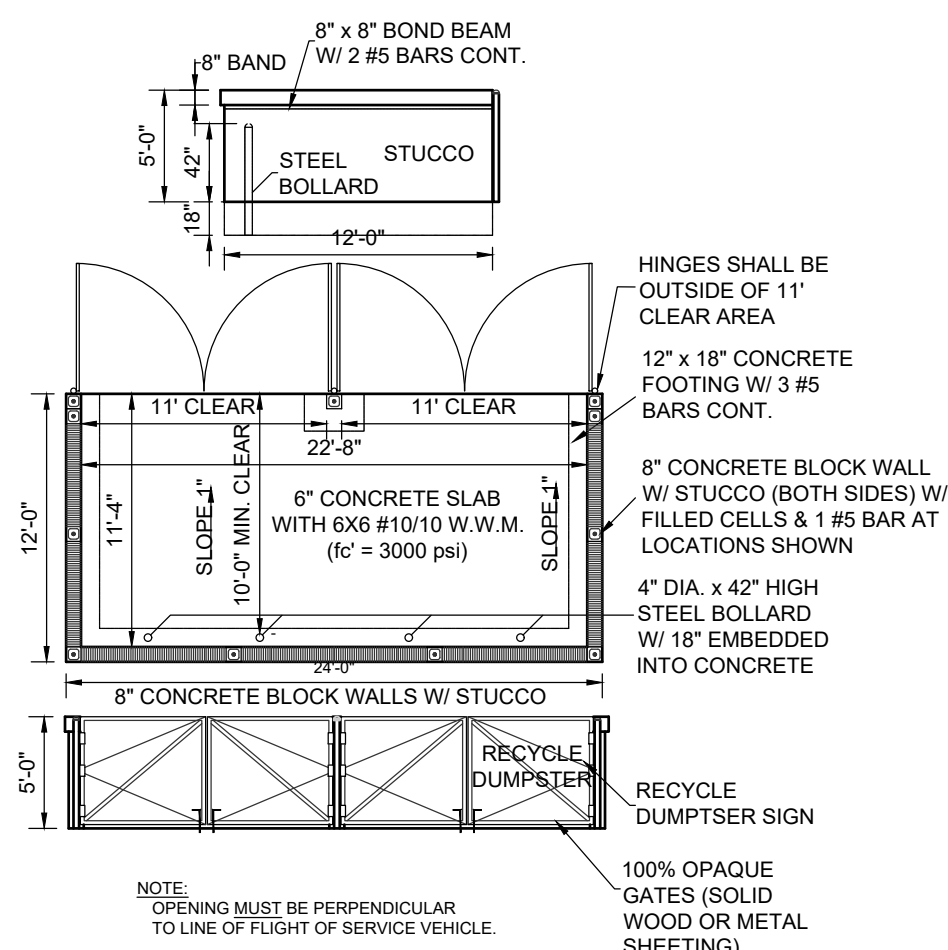 8" x 8" BOND BEAM
W/ 2 #5 BARS CONT.
8" BAND
5'-0"
42"
18"
STEEL
BOLLARD
STUCCO
12'-0"
HINGES SHALL BE
OUTSIDE OF 11'
CLEAR AREA
12" x 18" CONCRETE
FOOTING W/ 3 #5
BARS CONT.
11' CLEAR
11' CLEAR
22'-8"
12'-0"
11'-4"
SLOPE 1"
10'-0" MIN. CLEAR
6" CONCRETE SLAB
WITH 6X6 #10/10 W.W.M.
(fc' = 3000 psi)
SLOPE 1"
8" CONCRETE BLOCK WALL
W/ STUCCO (BOTH SIDES) W/
FILLED CELLS & 1 #5 BAR AT
LOCATIONS SHOWN
4" DIA. x 42" HIGH
STEEL BOLLARD
W/ 18" EMBEDDED
INTO CONCRETE
24'-0"
8" CONCRETE BLOCK WALLS W/ STUCCO
5'-0"
RECYCLE
DUMPSTER
RECYCLE
DUMPTSER SIGN
100% OPAQUE
GATES (SOLID
WOOD OR METAL
SHEETING)
NOTE:
OPENING MUST BE PERPENDICULAR
TO LINE OF FLIGHT OF SERVICE VEHICLE.